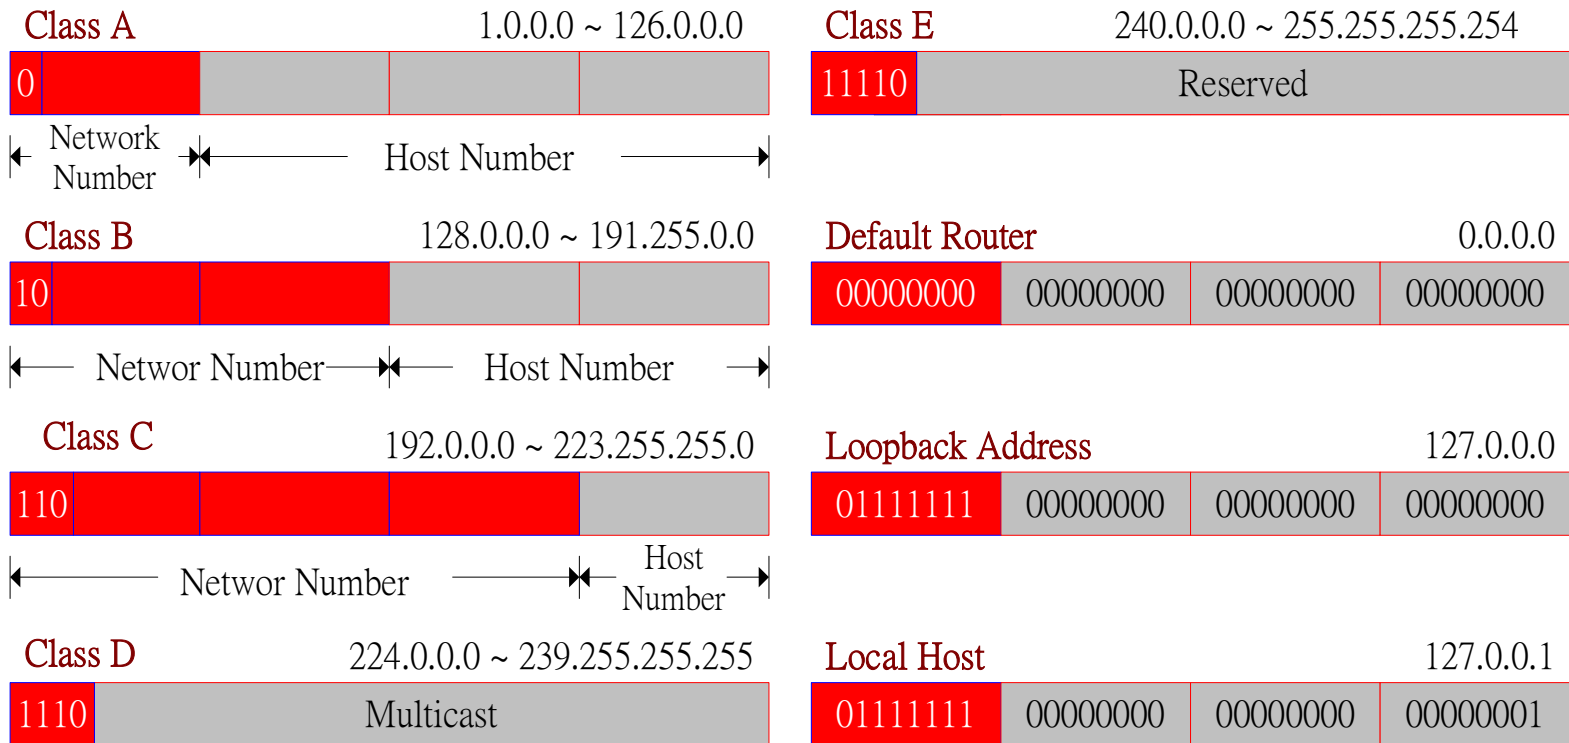 Class A 1.0.0.0 ~ 126.0.0.0
0
Network
Number
Host Number
Class B 128.0.0.0 ~ 191.255.0.0
10
Networ Number Host Number
Class C 192.0.0.0 ~ 223.255.255.0
110
Networ Number
Host
Number
Class D 224.0.0.0 ~ 239.255.255.255
1110 Multicast
Class E 240.0.0.0 ~ 255.255.255.254
11110 Reserved
Default Router 0.0.0.0
00000000 00000000 00000000 00000000
Loopback Address 127.0.0.0
01111111 00000000 00000000 00000000
Local Host 127.0.0.1
01111111 00000000 00000000 00000001